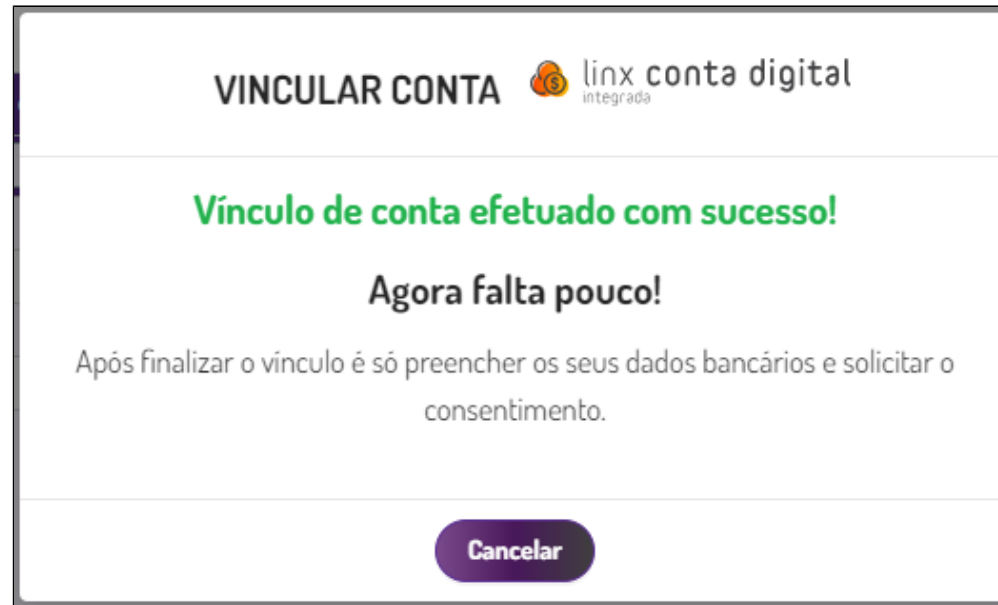 VINCULAR CONTA linx conta digital
integrada
Vínculo de conta efetuado com sucesso!
Agora falta pouco!
Após finalizar o vínculo é só preencher os seus dados bancários e solicitar o
consentimento.
Cancelar